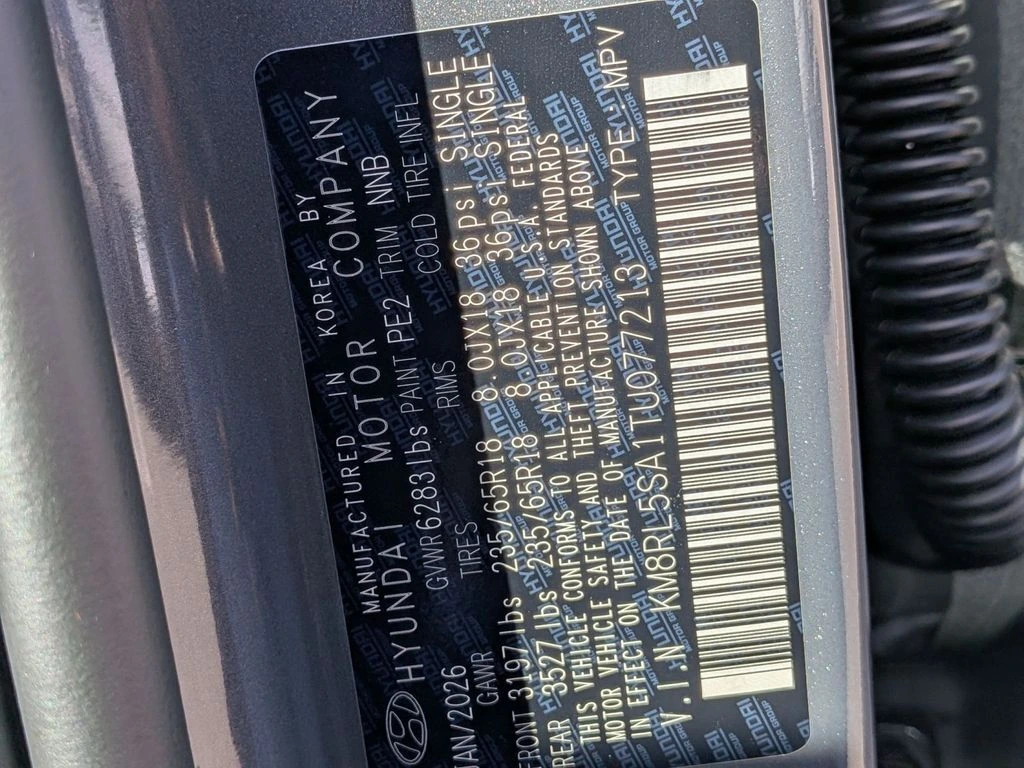 MANUFACTURED IN KOREA BY
HYUNDAI MOTOR COMPANY
JAN/2026 GVWR 6283lbs PAINT PE2 TRIM NNB
GAWR TIRES RIMS COLD TIRE INFL
FRONT 3197lbs 235/65R18 8.0JX18 36psi SINGLE
REAR 3527lbs 235/65R18 8.0JX18 36psi SINGLE
THIS VEHICLE CONFORMS TO ALL APPLICABLE U.S.A. FEDERAL
MOTOR VEHICLE SAFETY AND THEFT PREVENTION STANDARDS
IN EFFECT ON THE DATE OF MANUFACTURE SHOWN ABOVE
V.I.N KM8RL5SA1TU077213 TYPE MPV